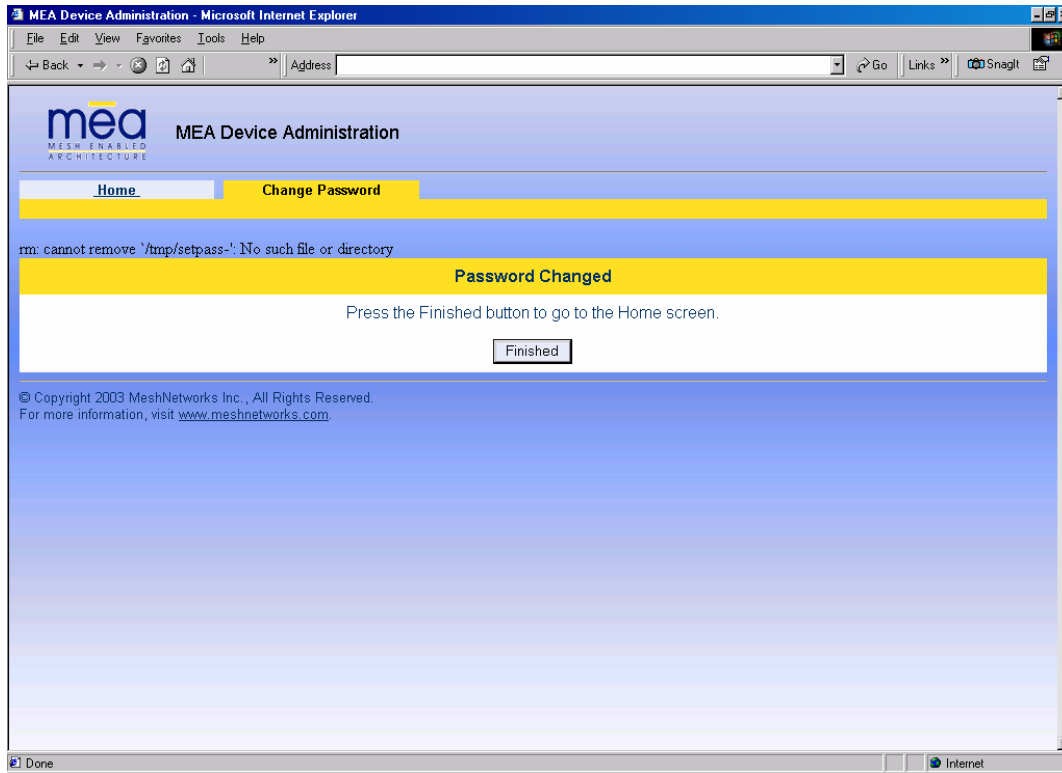 MEA Device Administration - Microsoft Internet Explorer
File Edit View Favorites Tools Help
Back » Address Go Links » SnagIt
mea
MESH ENABLED
ARCHITECTURE
MEA Device Administration
Home Change Password
rm: cannot remove `/tmp/setpass-': No such file or directory
Password Changed
Press the Finished button to go to the Home screen.
Finished
© Copyright 2003 MeshNetworks Inc., All Rights Reserved.
For more information, visit www.meshnetworks.com.
Done Internet